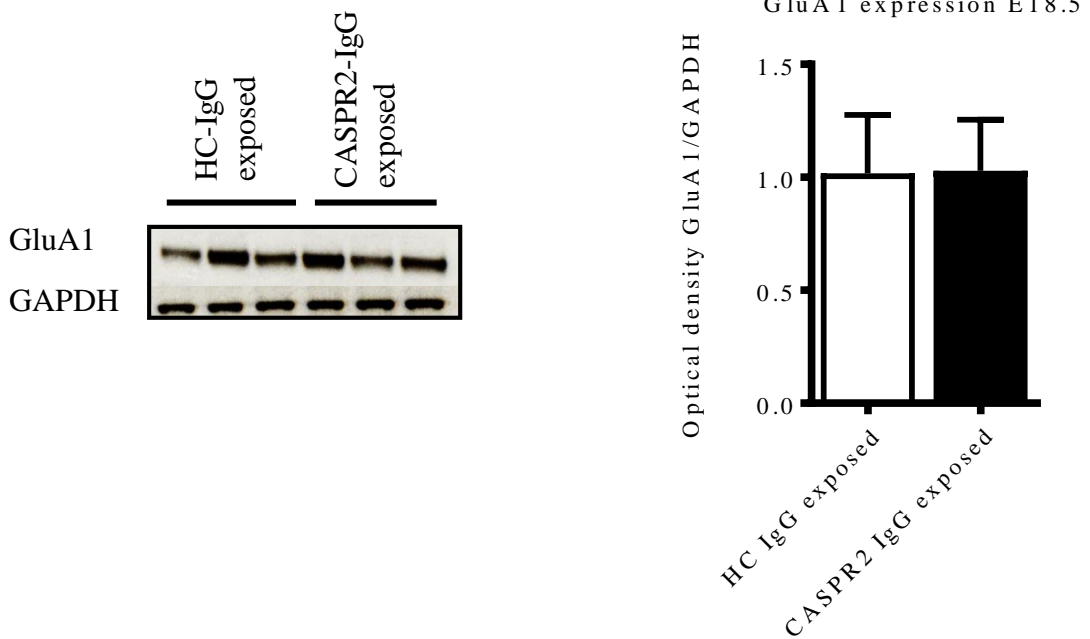 HC-IgG
exposed
CASPR2-IgG
exposed
GluA1
GAPDH
GluA1 expression E18.5
Optical density GluA1/GAPDH
1.5
1.0
0.5
0.0
HC IgG exposed
CASPR2 IgG exposed